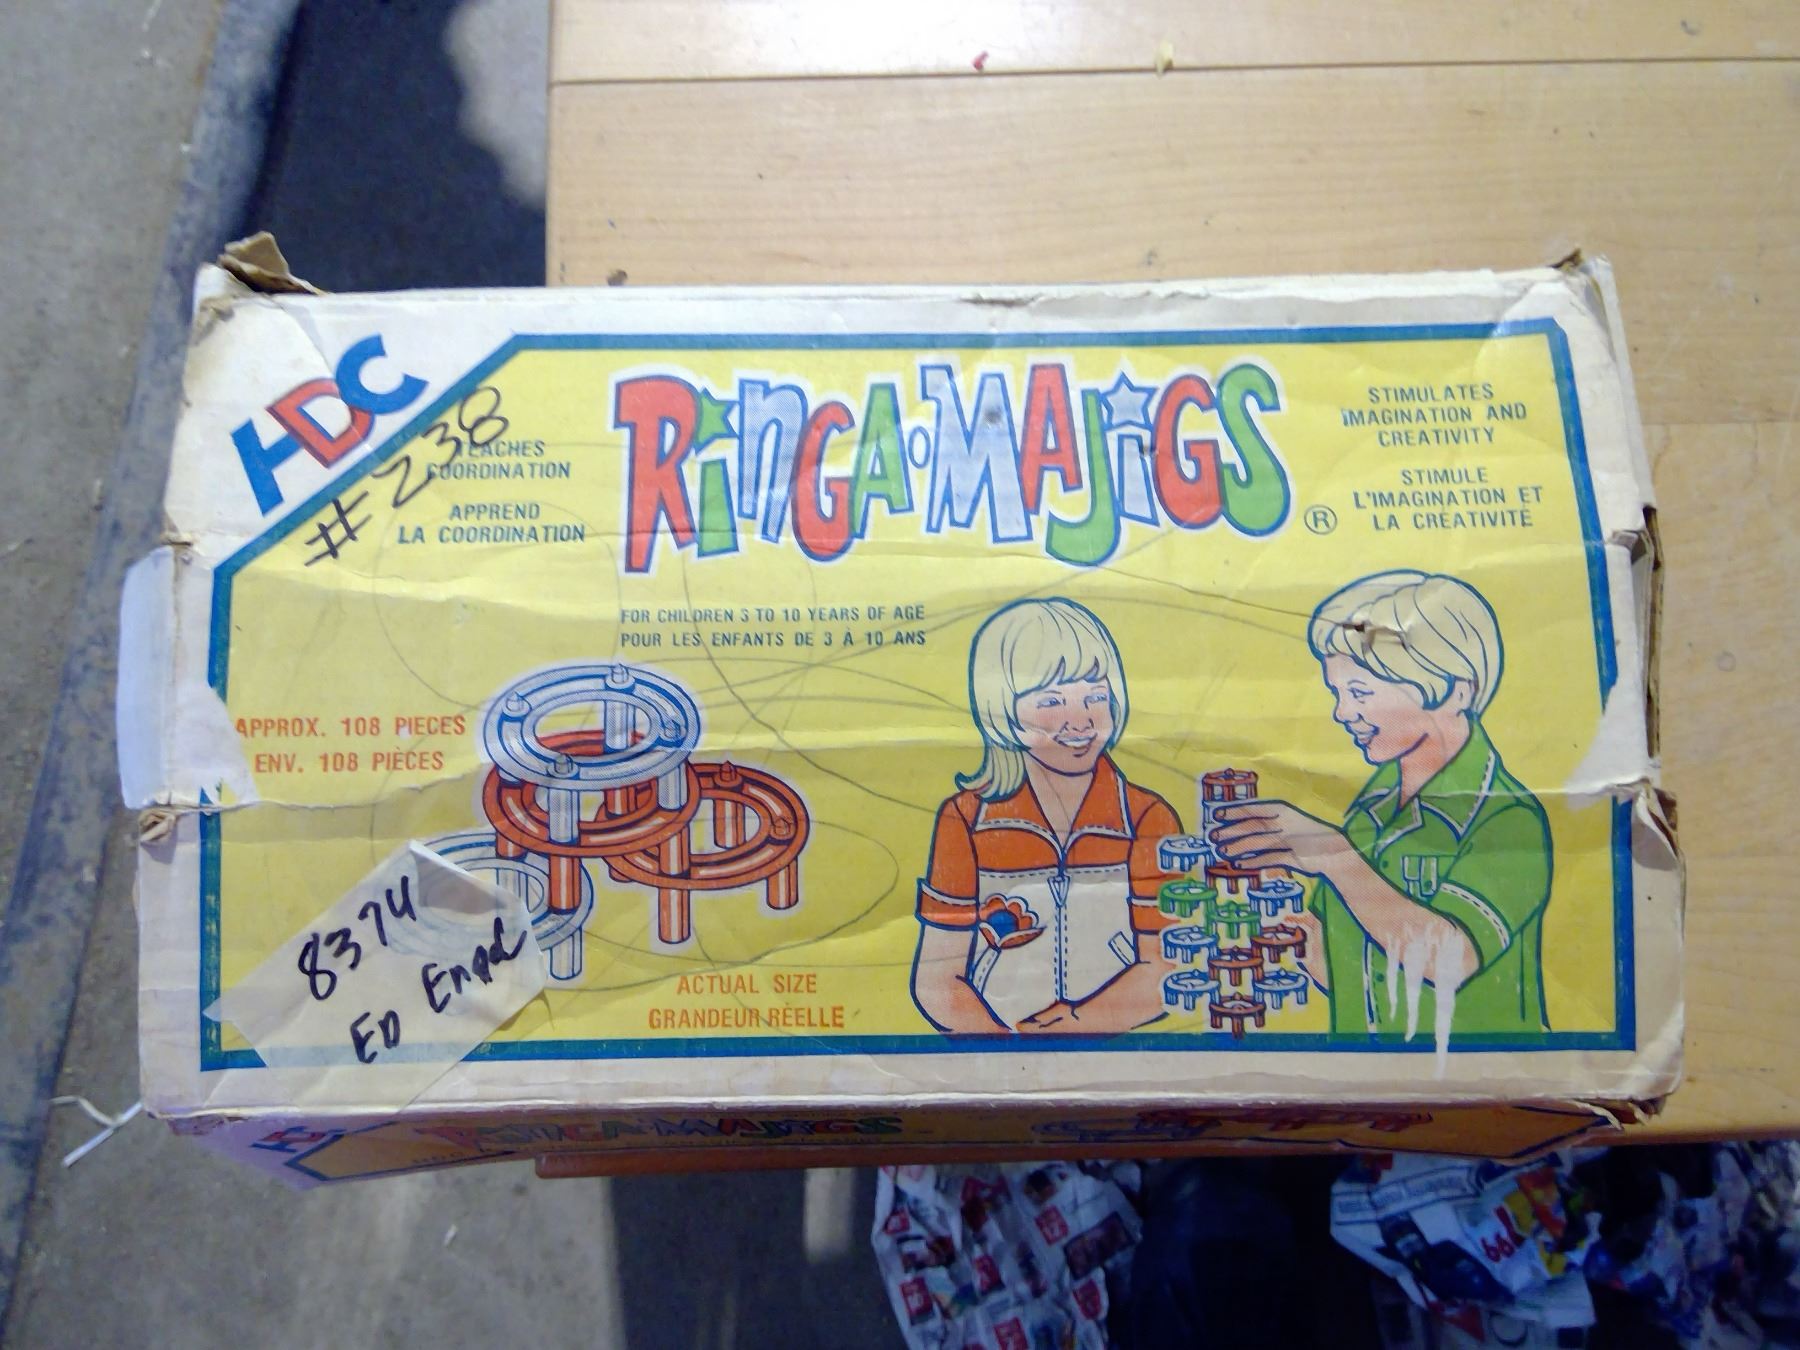 HDC
#238
TEACHES
COORDINATION
APPREND
LA COORDINATION
RINGA·MAJIGS ®
STIMULATES
IMAGINATION AND
CREATIVITY
STIMULE
L'IMAGINATION ET
LA CREATIVITÉ
FOR CHILDREN 3 TO 10 YEARS OF AGE
POUR LES ENFANTS DE 3 À 10 ANS
APPROX. 108 PIECES
ENV. 108 PIÈCES
8374
ED
ACTUAL SIZE
GRANDEUR RÉELLE
HDC
RINGA·MAJIGS